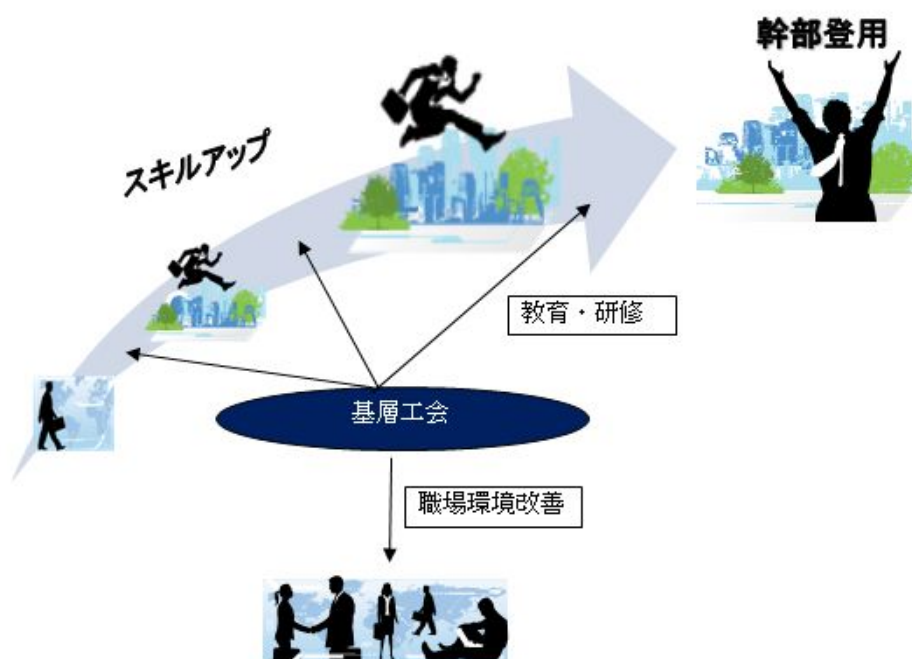 幹部登用
スキルアップ
教育・研修
基層工会
職場環境改善